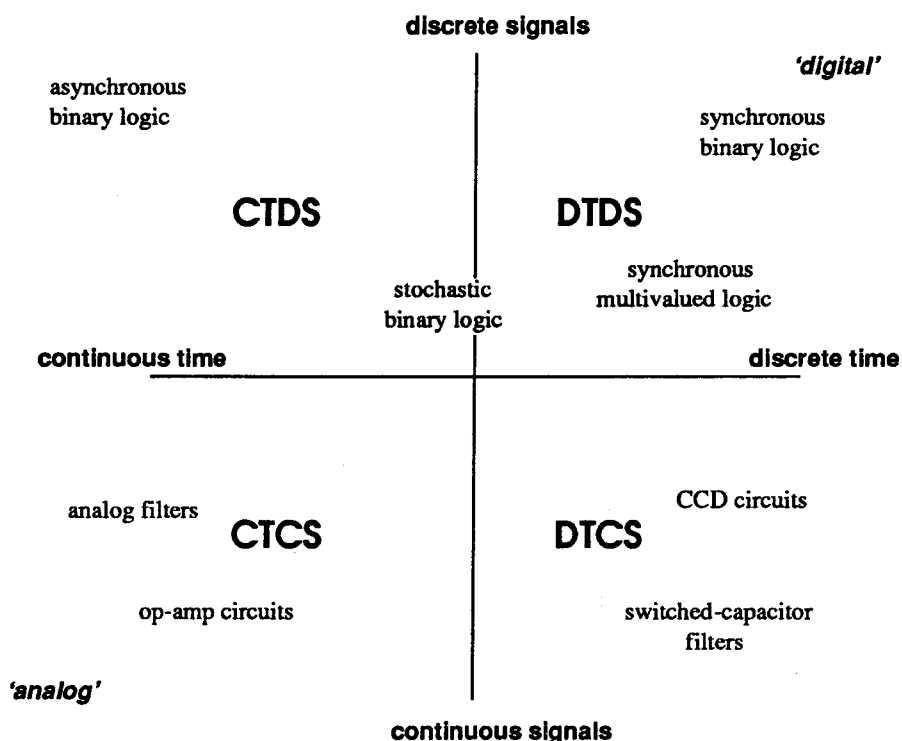 discrete signals
'digital'
asynchronous
binary logic
synchronous
binary logic
CTDS
DTDS
synchronous
multivalued logic
stochastic
binary logic
continuous time
discrete time
analog filters
CCD circuits
CTCS
DTCS
op-amp circuits
switched-capacitor
filters
'analog'
continuous signals